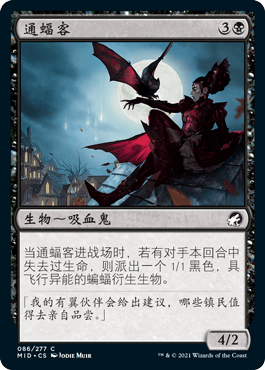 通蝠客 3
生物～吸血鬼
当通蝠客进战场时，若有对手本回合中
失去过生命，则派出一个 1/1 黑色，具
飞行异能的蝙蝠衍生生物。
「我的有翼伙伴会给出建议，哪些镇民值
得去亲自品尝。」
4/2
086/277 C
MID • CS JODIE MUIR
™ & © 2021 Wizards of the Coast